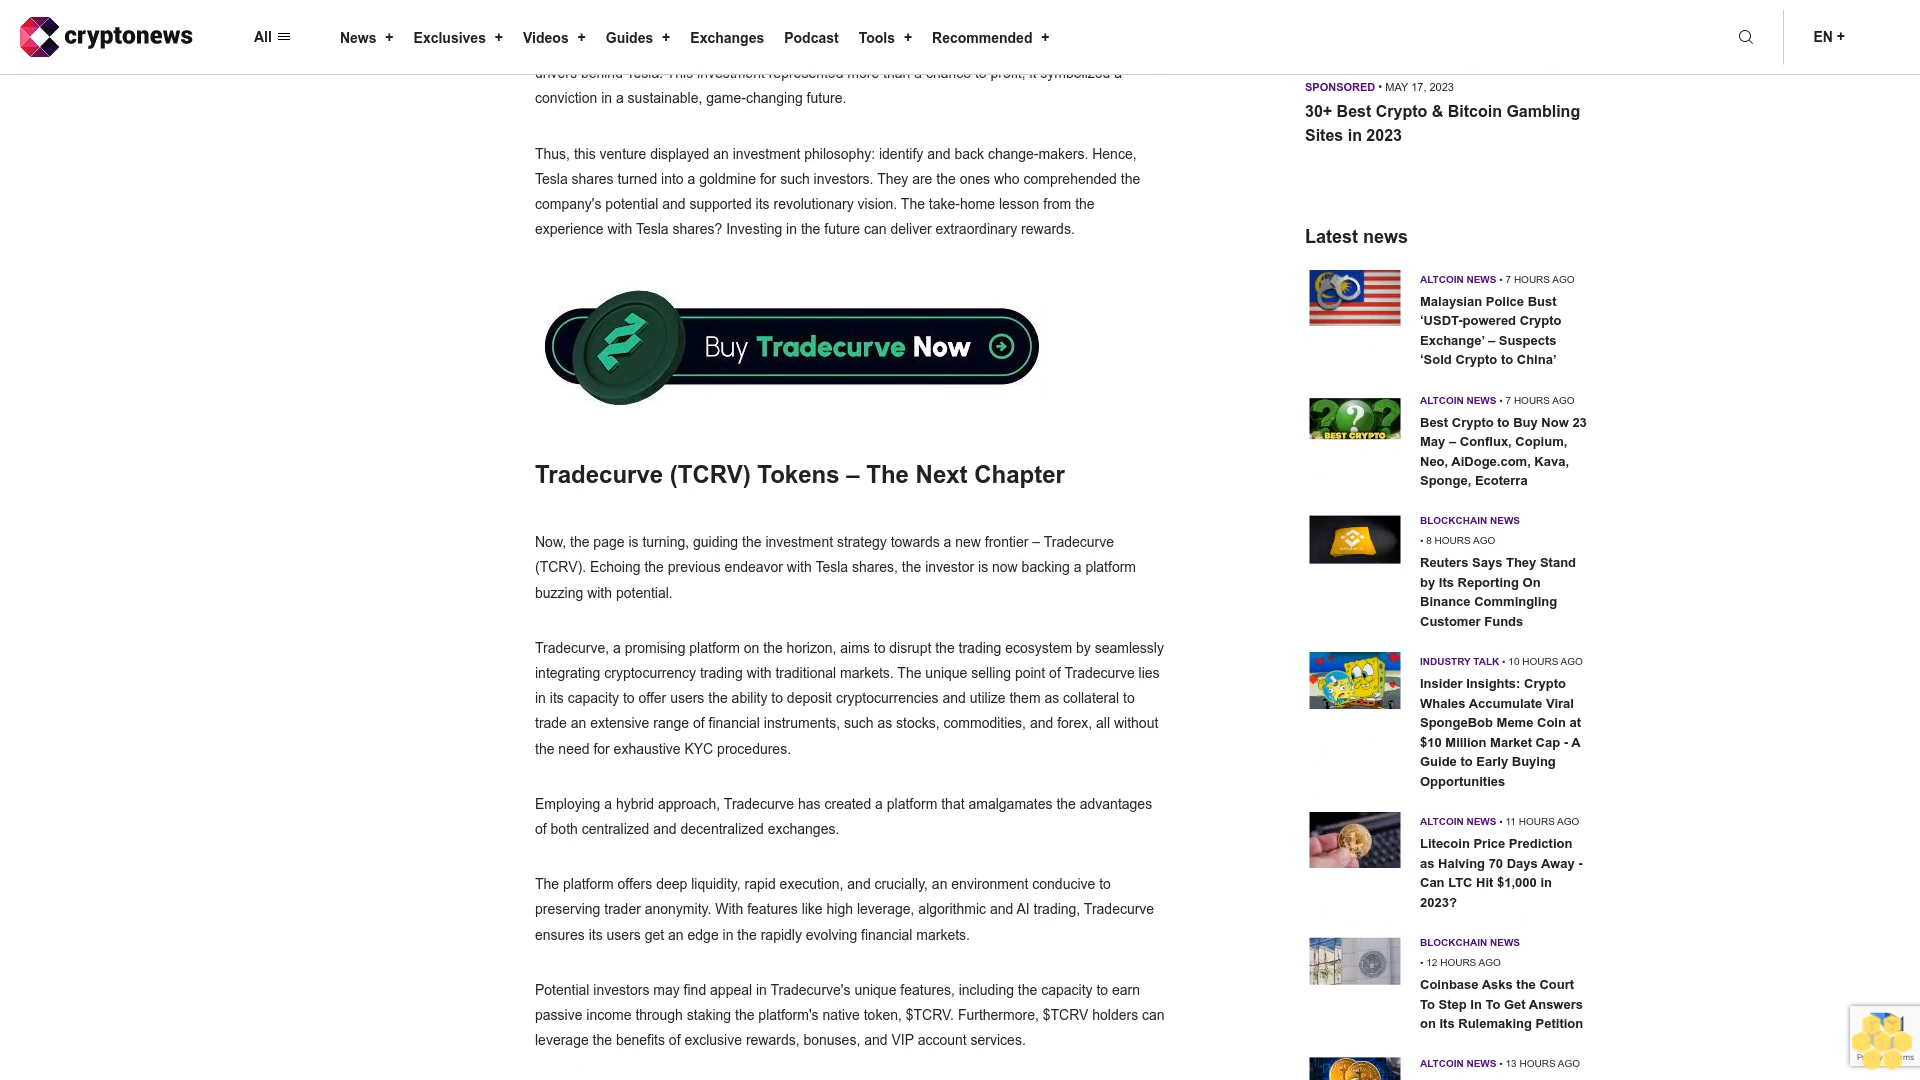 cryptonews
All
News +
Exclusives +
Videos +
Guides +
Exchanges
Podcast
Tools +
Recommended +
EN +
drivers behind Tesla. This investment represented more than a chance to profit; it symbolized a
conviction in a sustainable, game-changing future.
Thus, this venture displayed an investment philosophy: identify and back change-makers. Hence,
Tesla shares turned into a goldmine for such investors. They are the ones who comprehended the
company's potential and supported its revolutionary vision. The take-home lesson from the
experience with Tesla shares? Investing in the future can deliver extraordinary rewards.
Buy Tradecurve Now
Tradecurve (TCRV) Tokens – The Next Chapter
Now, the page is turning, guiding the investment strategy towards a new frontier – Tradecurve
(TCRV). Echoing the previous endeavor with Tesla shares, the investor is now backing a platform
buzzing with potential.
Tradecurve, a promising platform on the horizon, aims to disrupt the trading ecosystem by seamlessly
integrating cryptocurrency trading with traditional markets. The unique selling point of Tradecurve lies
in its capacity to offer users the ability to deposit cryptocurrencies and utilize them as collateral to
trade an extensive range of financial instruments, such as stocks, commodities, and forex, all without
the need for exhaustive KYC procedures.
Employing a hybrid approach, Tradecurve has created a platform that amalgamates the advantages
of both centralized and decentralized exchanges.
The platform offers deep liquidity, rapid execution, and crucially, an environment conducive to
preserving trader anonymity. With features like high leverage, algorithmic and AI trading, Tradecurve
ensures its users get an edge in the rapidly evolving financial markets.
Potential investors may find appeal in Tradecurve's unique features, including the capacity to earn
passive income through staking the platform's native token, $TCRV. Furthermore, $TCRV holders can
leverage the benefits of exclusive rewards, bonuses, and VIP account services.
SPONSORED • MAY 17, 2023
30+ Best Crypto & Bitcoin Gambling
Sites in 2023
Latest news
ALTCOIN NEWS • 7 HOURS AGO
Malaysian Police Bust
‘USDT-powered Crypto
Exchange’ – Suspects
‘Sold Crypto to China’
BEST CRYPTO
ALTCOIN NEWS • 7 HOURS AGO
Best Crypto to Buy Now 23
May – Conflux, Copium,
Neo, AiDoge.com, Kava,
Sponge, Ecoterra
BLOCKCHAIN NEWS
• 8 HOURS AGO
Reuters Says They Stand
by Its Reporting On
Binance Commingling
Customer Funds
INDUSTRY TALK • 10 HOURS AGO
Insider Insights: Crypto
Whales Accumulate Viral
SpongeBob Meme Coin at
$10 Million Market Cap - A
Guide to Early Buying
Opportunities
ALTCOIN NEWS • 11 HOURS AGO
Litecoin Price Prediction
as Halving 70 Days Away -
Can LTC Hit $1,000 in
2023?
BLOCKCHAIN NEWS
• 12 HOURS AGO
Coinbase Asks the Court
To Step In To Get Answers
on Its Rulemaking Petition
ALTCOIN NEWS • 13 HOURS AGO